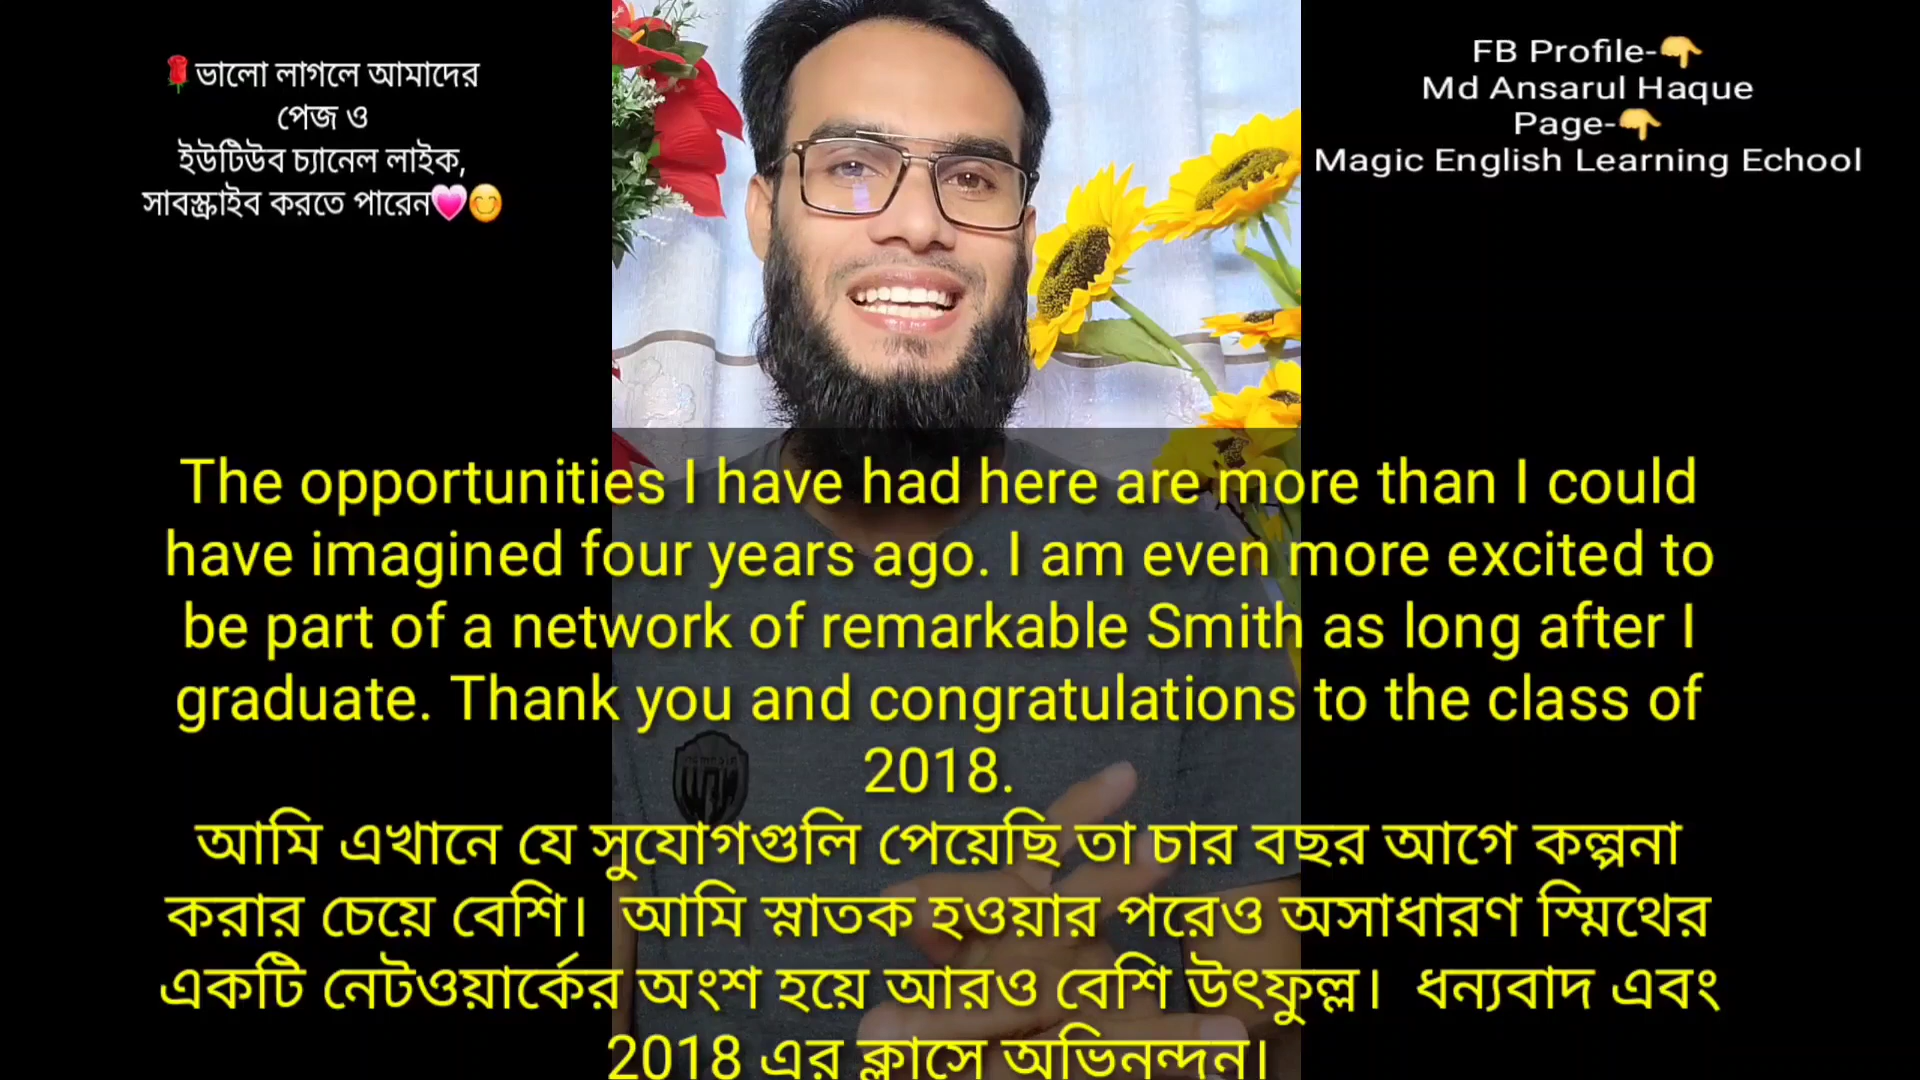 🌹ভালো লাগলে আমাদের
পেজ ও
ইউটিউব চ্যানেল লাইক,
সাবস্ক্রাইব করতে পারেন💗😊
FB Profile-👇
Md Ansarul Haque
Page-👇
Magic English Learning Echool
The opportunities I have had here are more than I could
have imagined four years ago. I am even more excited to
be part of a network of remarkable Smith as long after I
graduate. Thank you and congratulations to the class of
2018.
আমি এখানে যে সুযোগগুলি পেয়েছি তা চার বছর আগে কল্পনা
করার চেয়ে বেশি। আমি স্নাতক হওয়ার পরেও অসাধারণ স্মিথের
একটি নেটওয়ার্কের অংশ হয়ে আরও বেশি উৎফুল্ল। ধন্যবাদ এবং
2018 এর ক্লাসে অভিনন্দন।